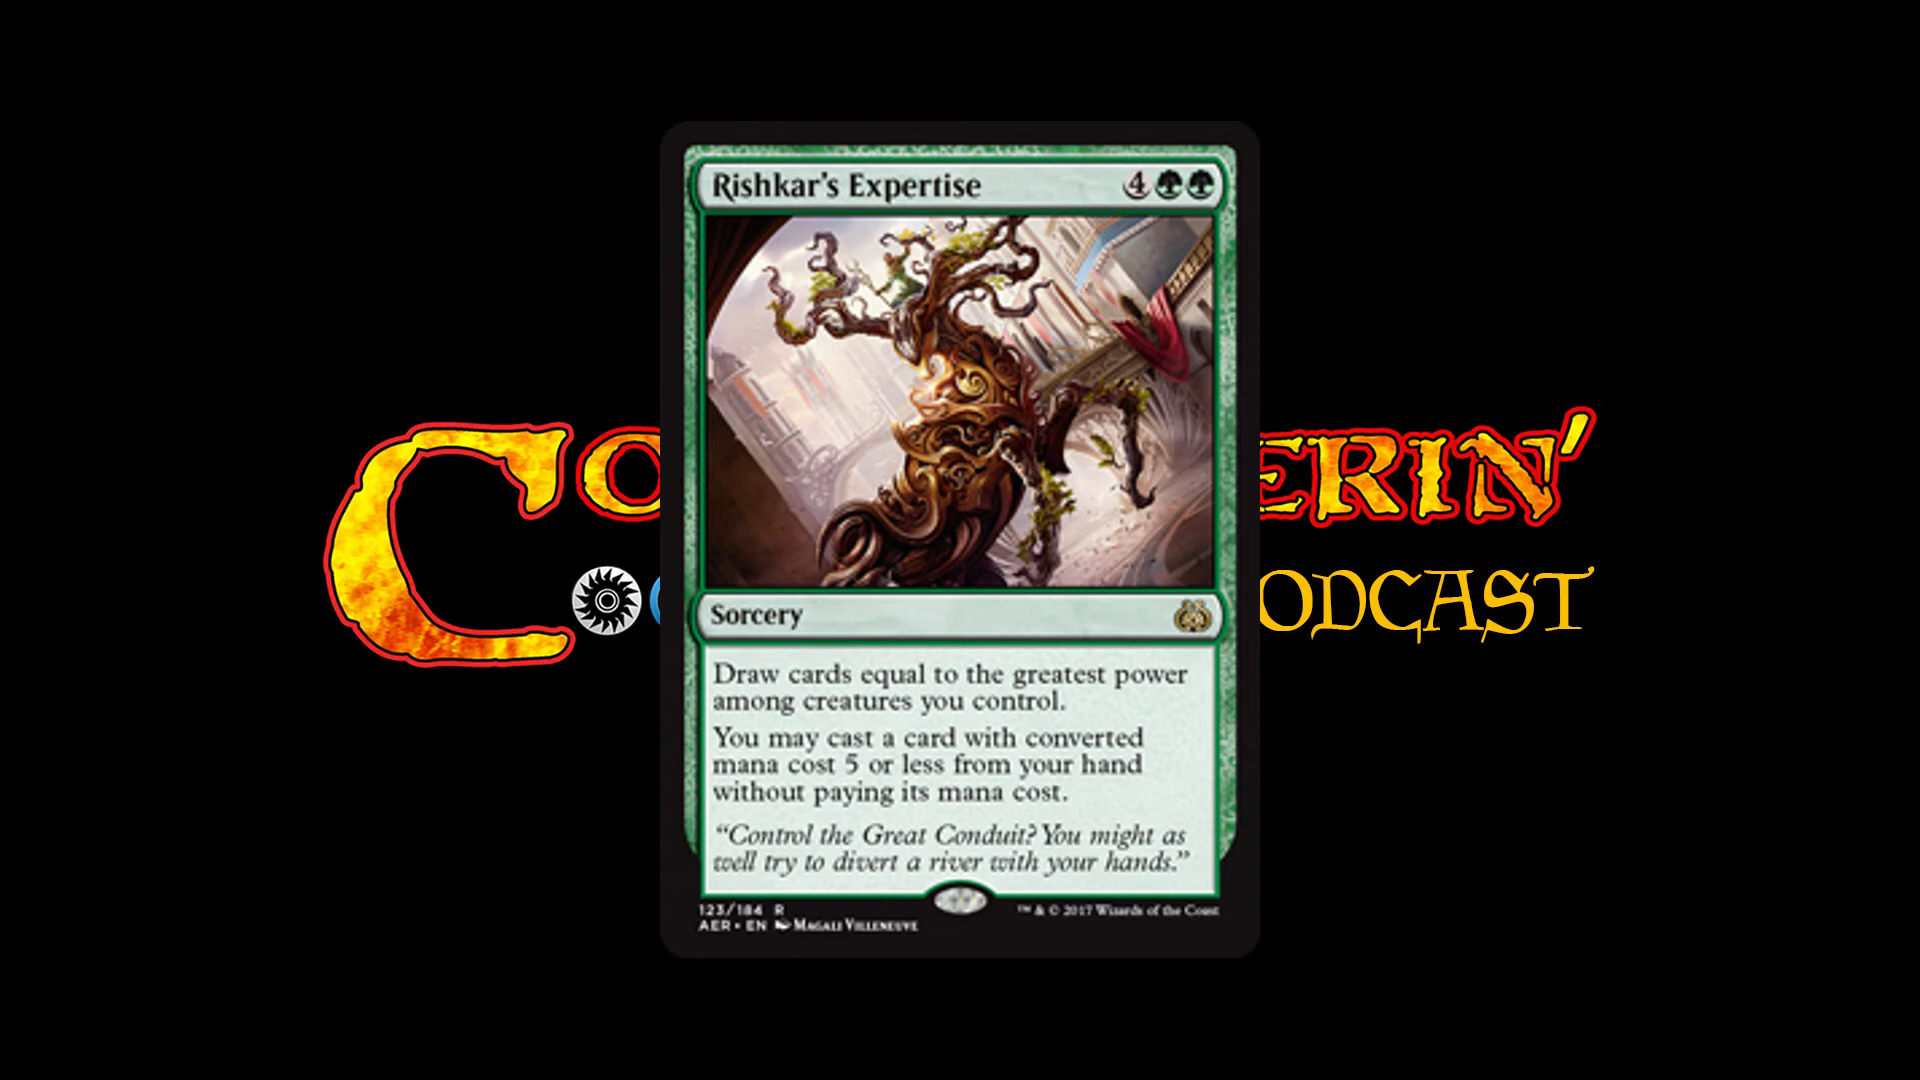 Rishkar's Expertise 4
CO ERIN'
ODCAST
Sorcery
Draw cards equal to the greatest power
among creatures you control.
You may cast a card with converted
mana cost 5 or less from your hand
without paying its mana cost.
“Control the Great Conduit? You might as
well try to divert a river with your hands.”
123/184 R
AER • EN Magali Villeneuve
™ & © 2017 Wizards of the Coast